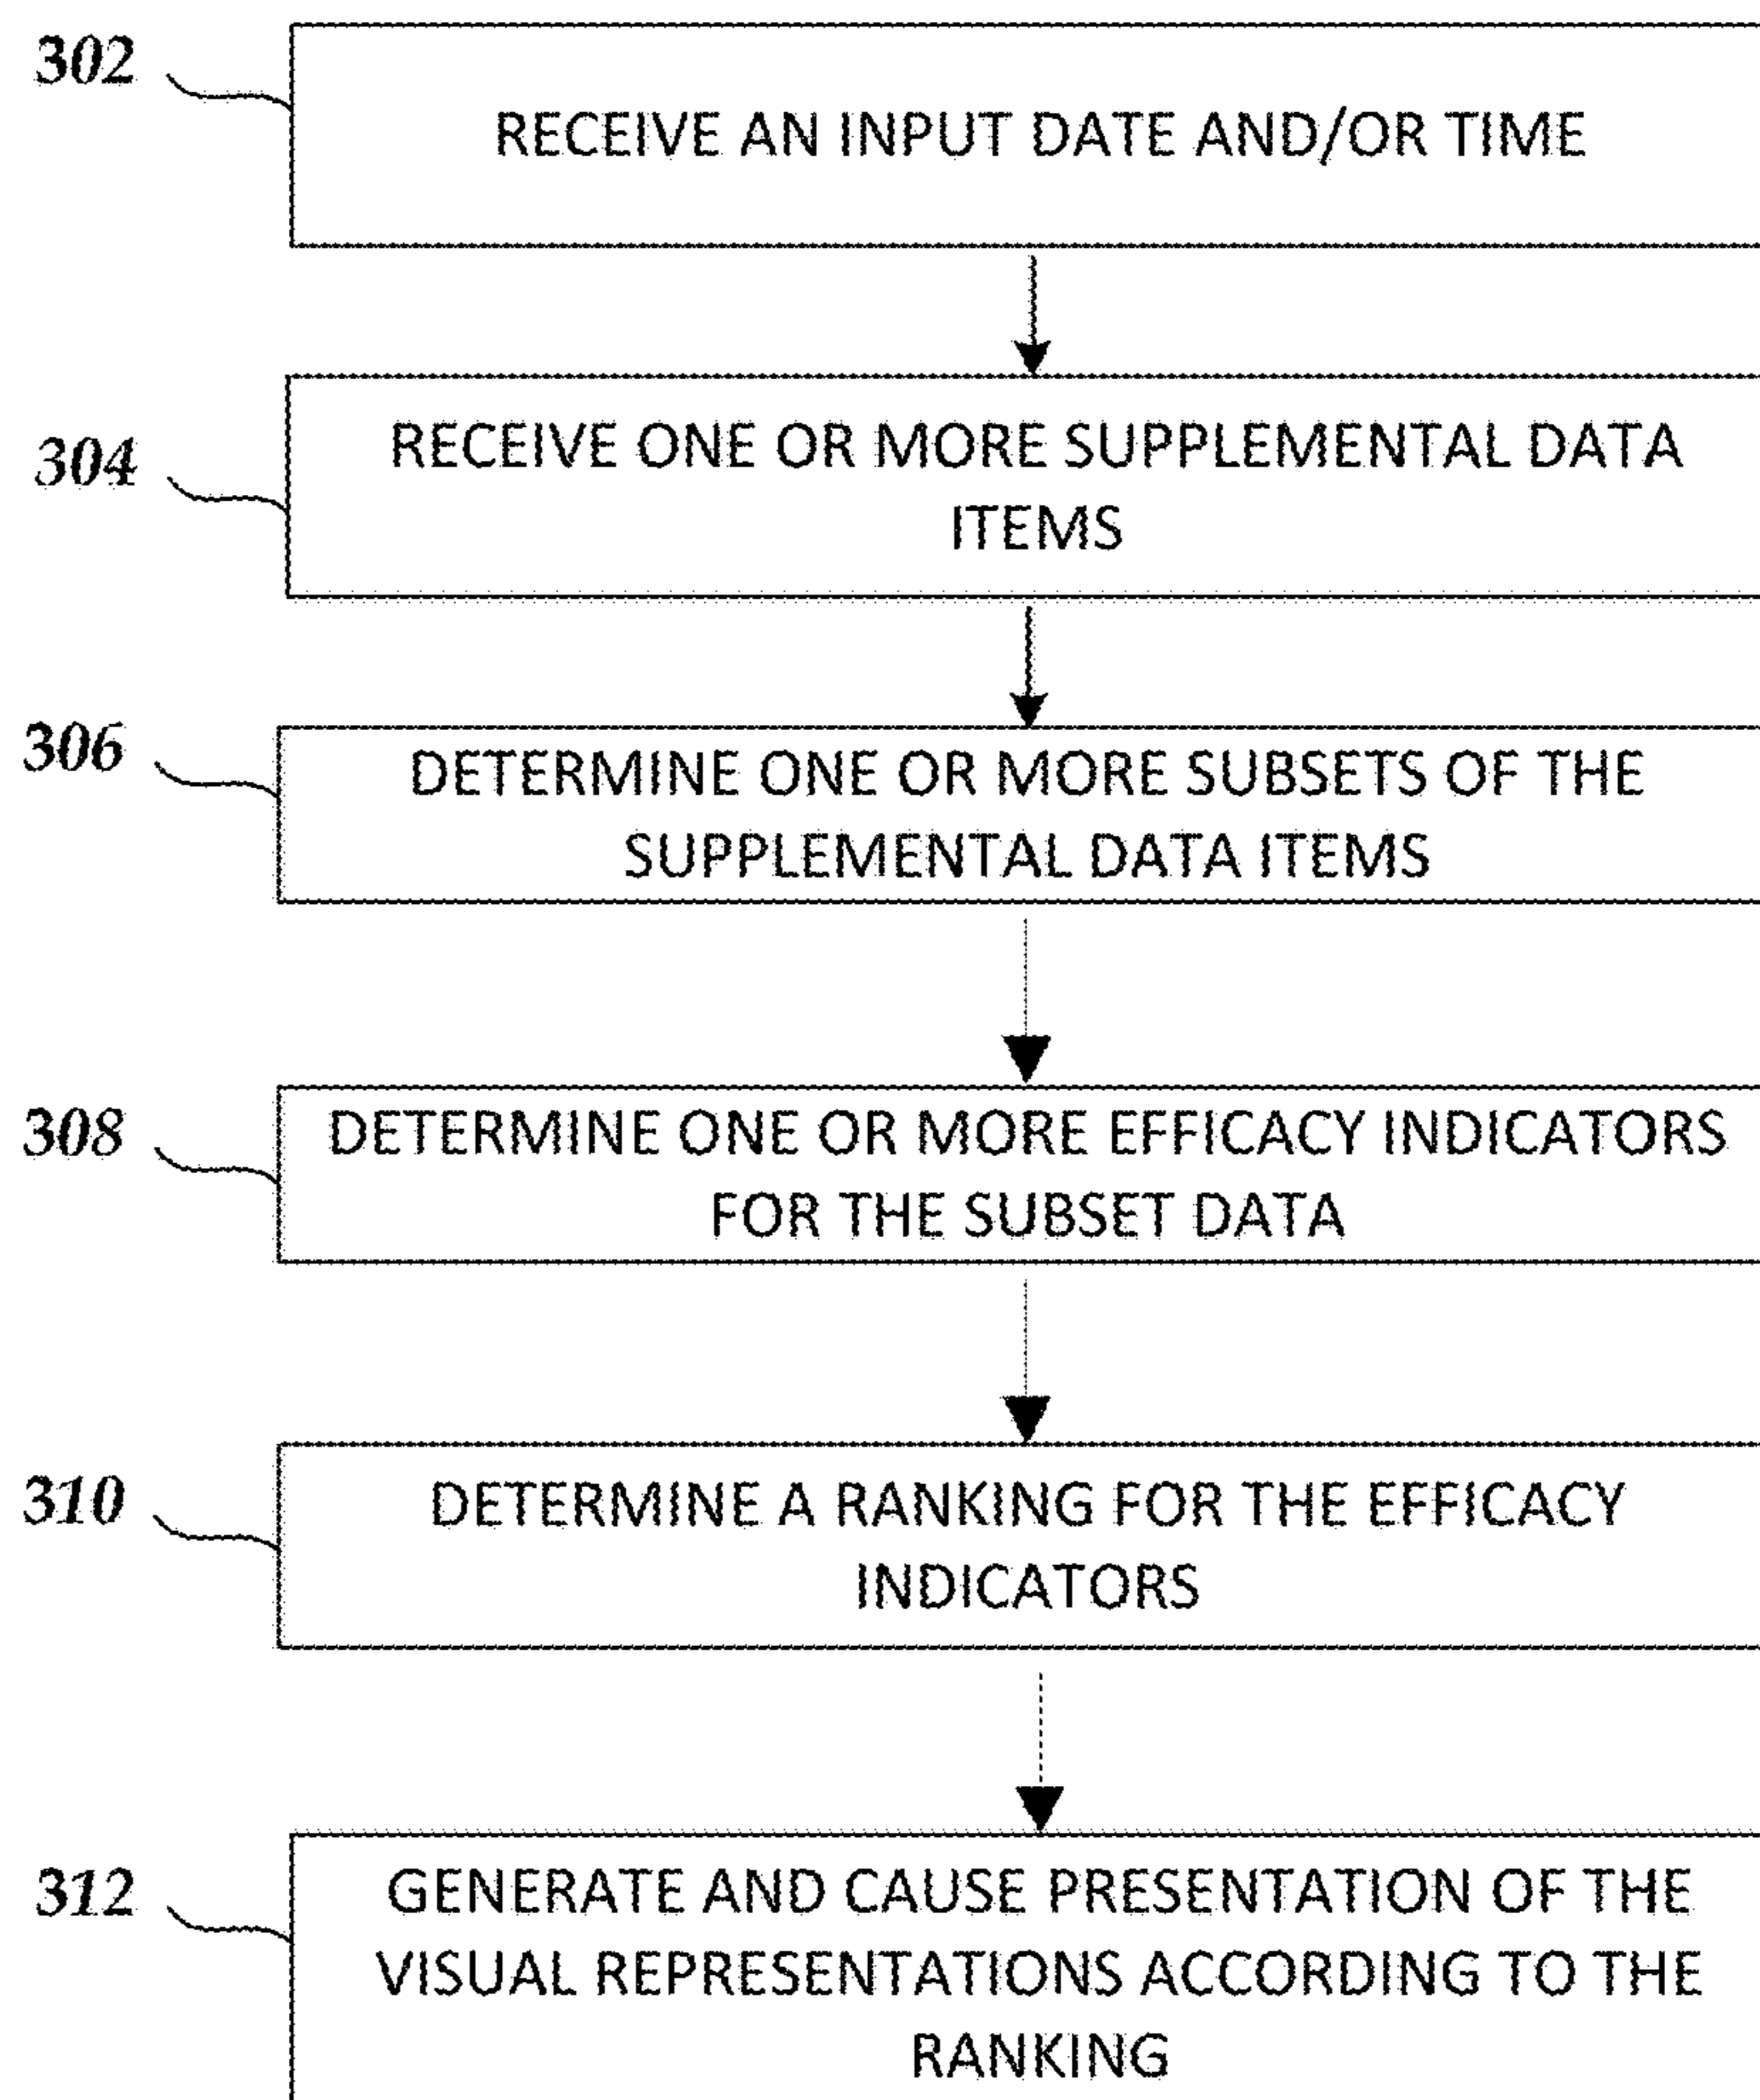 302
RECEIVE AN INPUT DATE AND/OR TIME
304
RECEIVE ONE OR MORE SUPPLEMENTAL DATA
ITEMS
306
DETERMINE ONE OR MORE SUBSETS OF THE
SUPPLEMENTAL DATA ITEMS
308
DETERMINE ONE OR MORE EFFICACY INDICATORS
FOR THE SUBSET DATA
310
DETERMINE A RANKING FOR THE EFFICACY
INDICATORS
312
GENERATE AND CAUSE PRESENTATION OF THE
VISUAL REPRESENTATIONS ACCORDING TO THE
RANKING